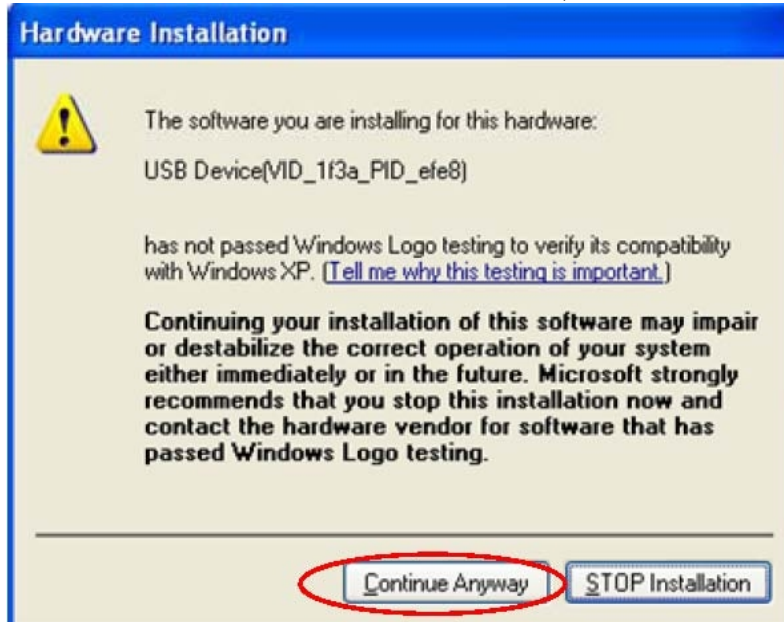 Hardware Installation
The software you are installing for this hardware:
USB Device(VID_1f3a_PID_efe8)
has not passed Windows Logo testing to verify its compatibility
with Windows XP. (Tell me why this testing is important.)
Continuing your installation of this software may impair
or destabilize the correct operation of your system
either immediately or in the future. Microsoft strongly
recommends that you stop this installation now and
contact the hardware vendor for software that has
passed Windows Logo testing.
Continue Anyway
STOP Installation